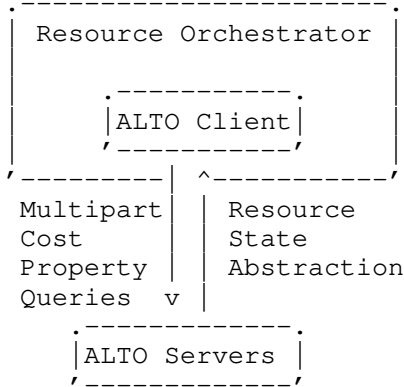 Resource Orchestrator
ALTO Client
Multipart Resource
Cost State
Property Abstraction
Queries
ALTO Servers